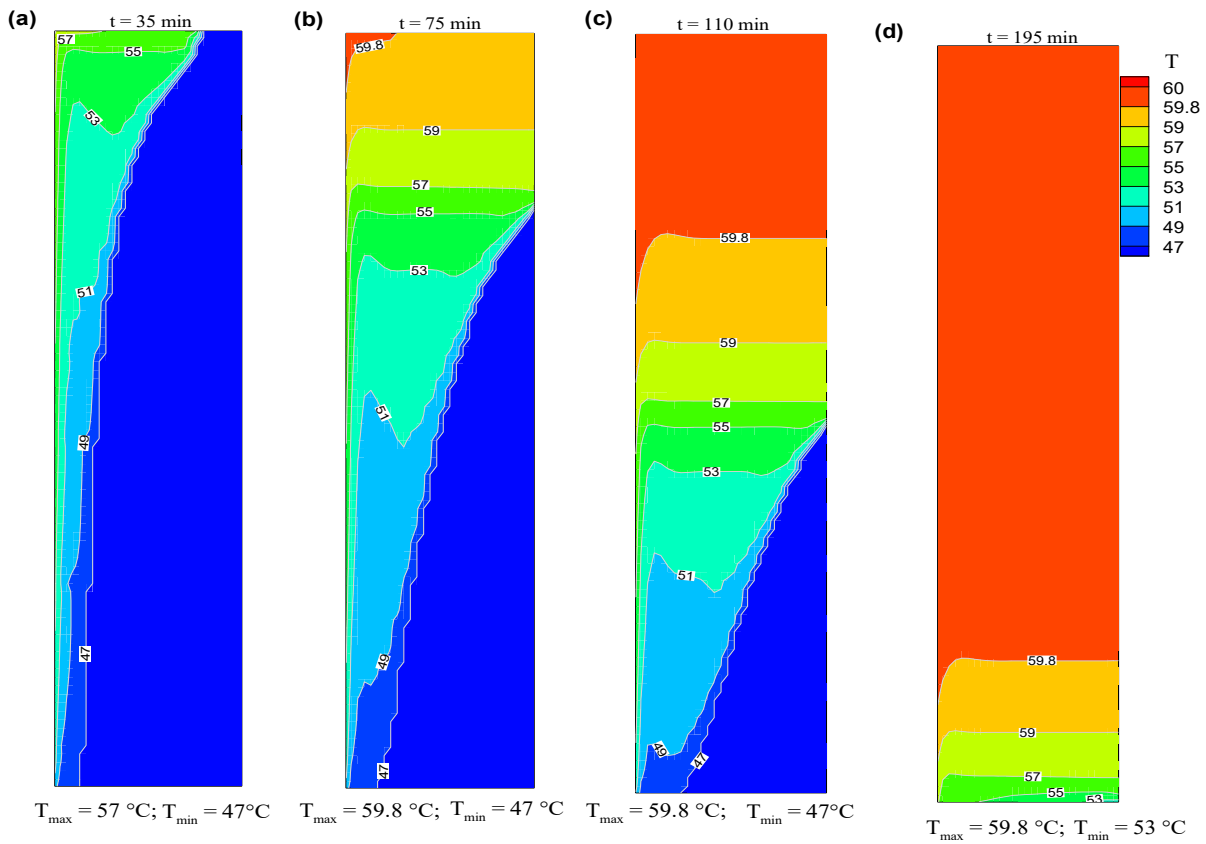 (a)
t = 35 min
57
55
53
51
49
47
T_max = 57 °C; T_min = 47°C
(b)
t = 75 min
59.8
59
57
55
53
51
49
47
T_max = 59.8 °C; T_min = 47 °C
(c)
t = 110 min
59.8
59
57
55
53
51
49
47
T_max = 59.8 °C; T_min = 47 °C
(d)
t = 195 min
59.8
59
57
55
53
T_max = 59.8 °C; T_min = 53 °C
T
60
59.8
59
57
55
53
51
49
47